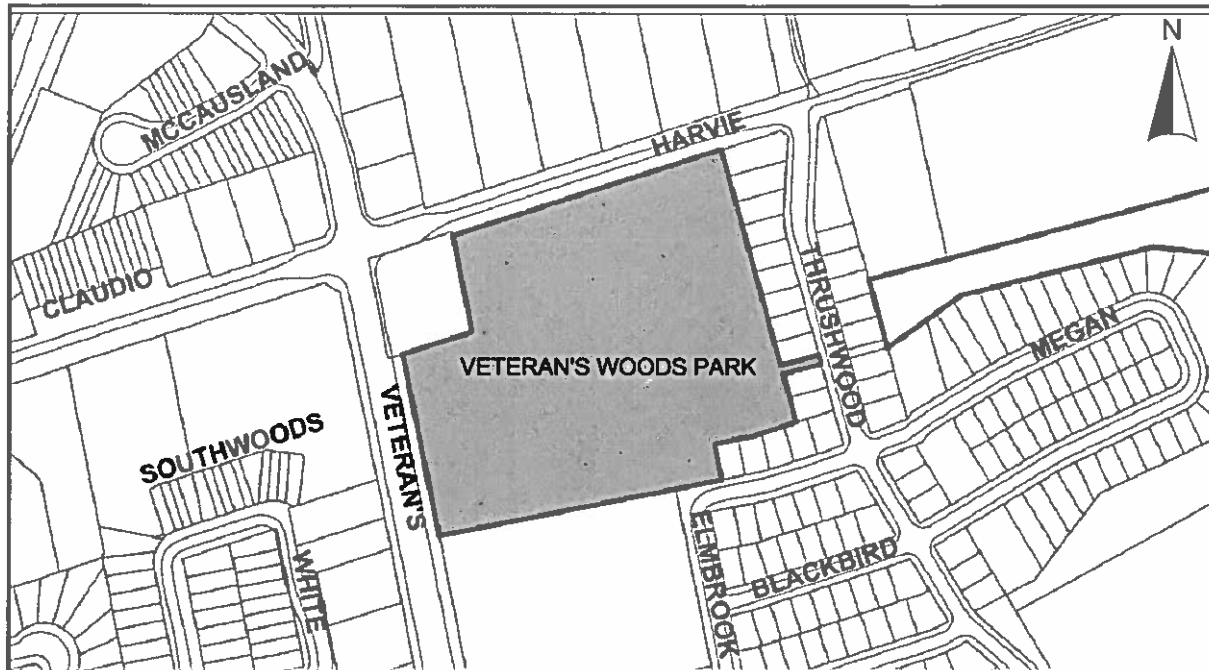 N
MCCAUSLAND
HARVIE
CLAUDIO
THRUSHWOOD
MEGAN
VETERAN'S WOODS PARK
VETERAN'S
SOUTHWOODS
WHITE
ELMBROOK
BLACKBIRD